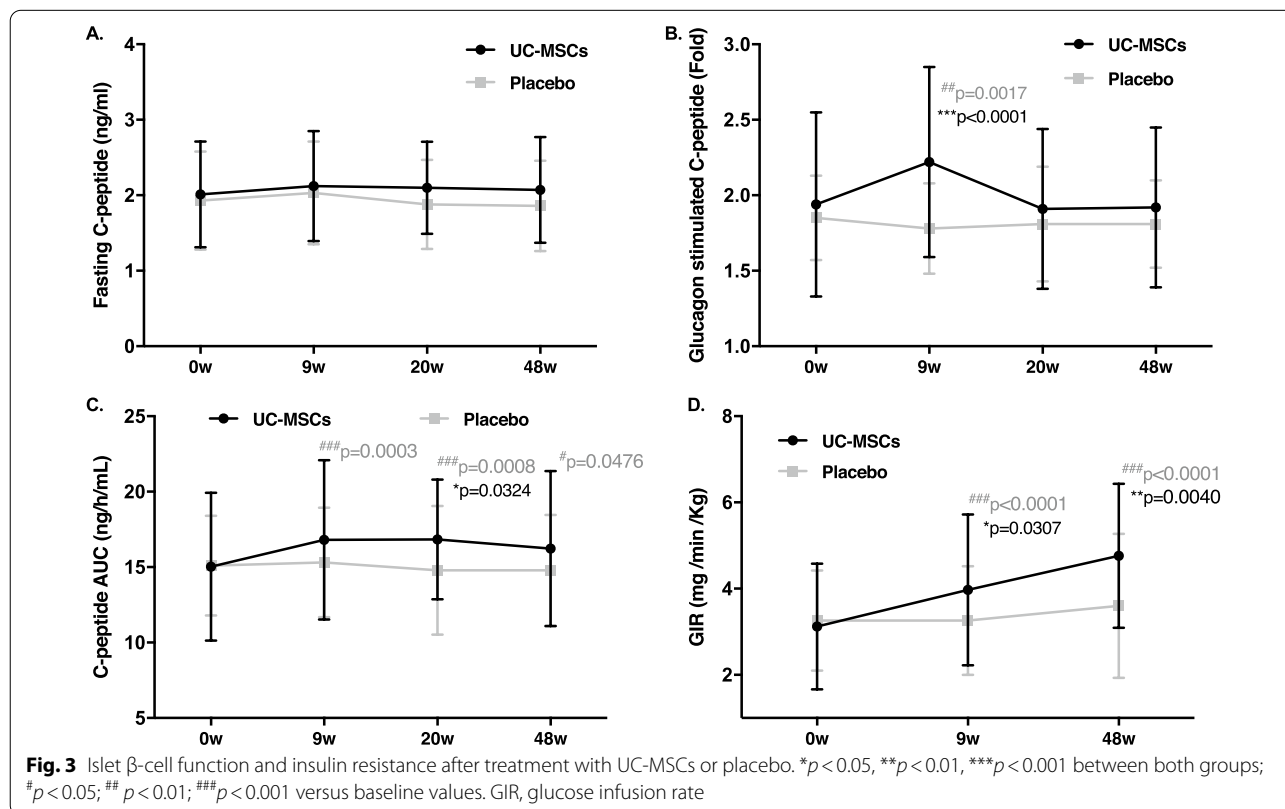 A.
Fasting C-peptide (ng/ml)
4
3
2
1
0
0w 9w 20w 48w
UC-MSCs
Placebo
B.
Glucagon stimulated C-peptide (Fold)
3.0
2.5
2.0
1.5
1.0
0w 9w 20w 48w
UC-MSCs
Placebo
##p=0.0017
***p<0.0001
C.
C-peptide AUC (ng/h/mL)
25
20
15
10
5
0w 9w 20w 48w
UC-MSCs Placebo
###p=0.0003
###p=0.0008
*p=0.0324
#p=0.0476
D.
GIR (mg /min /Kg)
8
6
4
2
0w 9w 48w
UC-MSCs
Placebo
###p<0.0001
*p=0.0307
###p<0.0001
**p=0.0040
Fig. 3 Islet β-cell function and insulin resistance after treatment with UC-MSCs or placebo. *p < 0.05, **p < 0.01, ***p < 0.001 between both groups;
#p < 0.05; ## p < 0.01; ###p < 0.001 versus baseline values. GIR, glucose infusion rate